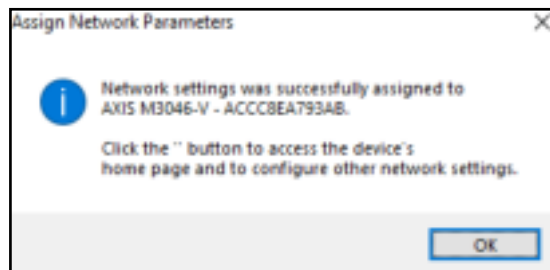 Assign Network Parameters
Network settings was successfully assigned to
AXIS M3046-V - ACCC8EA793AB.
Click the " button to access the device's
home page and to configure other network settings.
OK